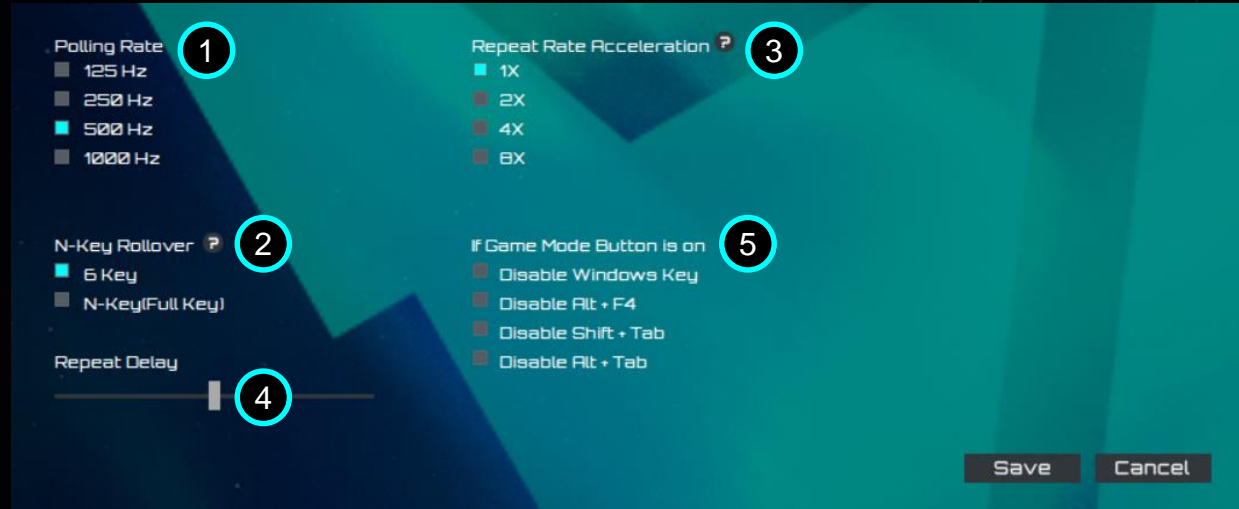 Polling Rate 1
125 Hz
250 Hz
500 Hz
1000 Hz
Repeat Rate Acceleration ? 3
1X
2X
4X
8X
N-Key Rollover ? 2
6 Key
N-Key(Full Key)
If Game Mode Button is on 5
Disable Windows Key
Disable Alt + F4
Disable Shift + Tab
Disable Alt + Tab
Repeat Delay
4
Save Cancel